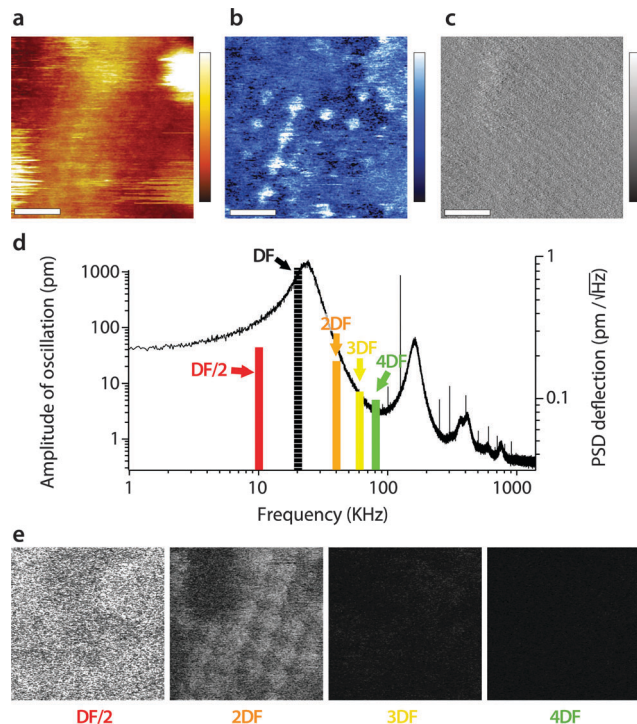 a
b
c
d
Amplitude of oscillation (pm)
1000
100
10
1
DF
DF/2
2DF
3DF
4DF
1
0.1
PSD deflection (pm /√Hz)
1
10
100
1000
Frequency (KHz)
e
DF/2
2DF
3DF
4DF